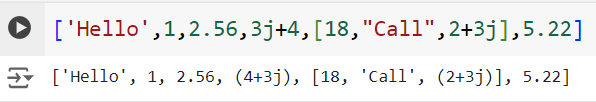 ['Hello',1,2.56,3j+4,[18,"Call",2+3j],5.22]
['Hello', 1, 2.56, (4+3j), [18, 'Call', (2+3j)], 5.22]